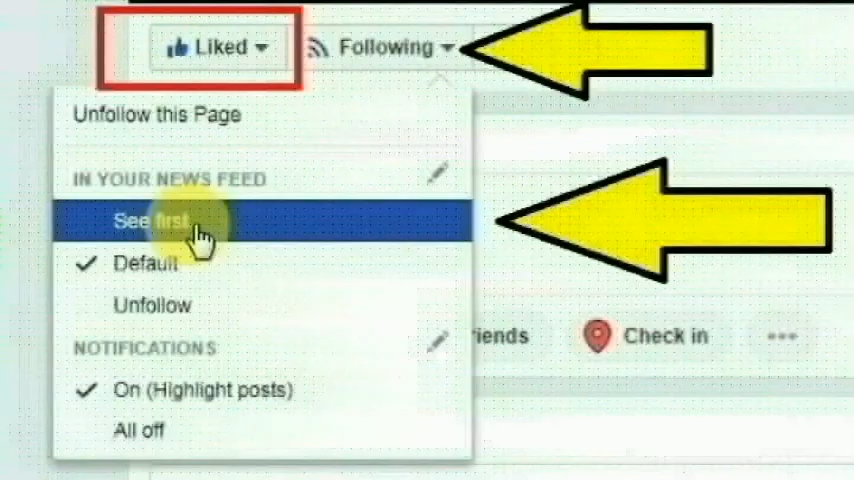 Liked Following
Unfollow this Page
IN YOUR NEWS FEED
See first
Default
Unfollow
riends Check in
NOTIFICATIONS
On (Highlight posts)
All off